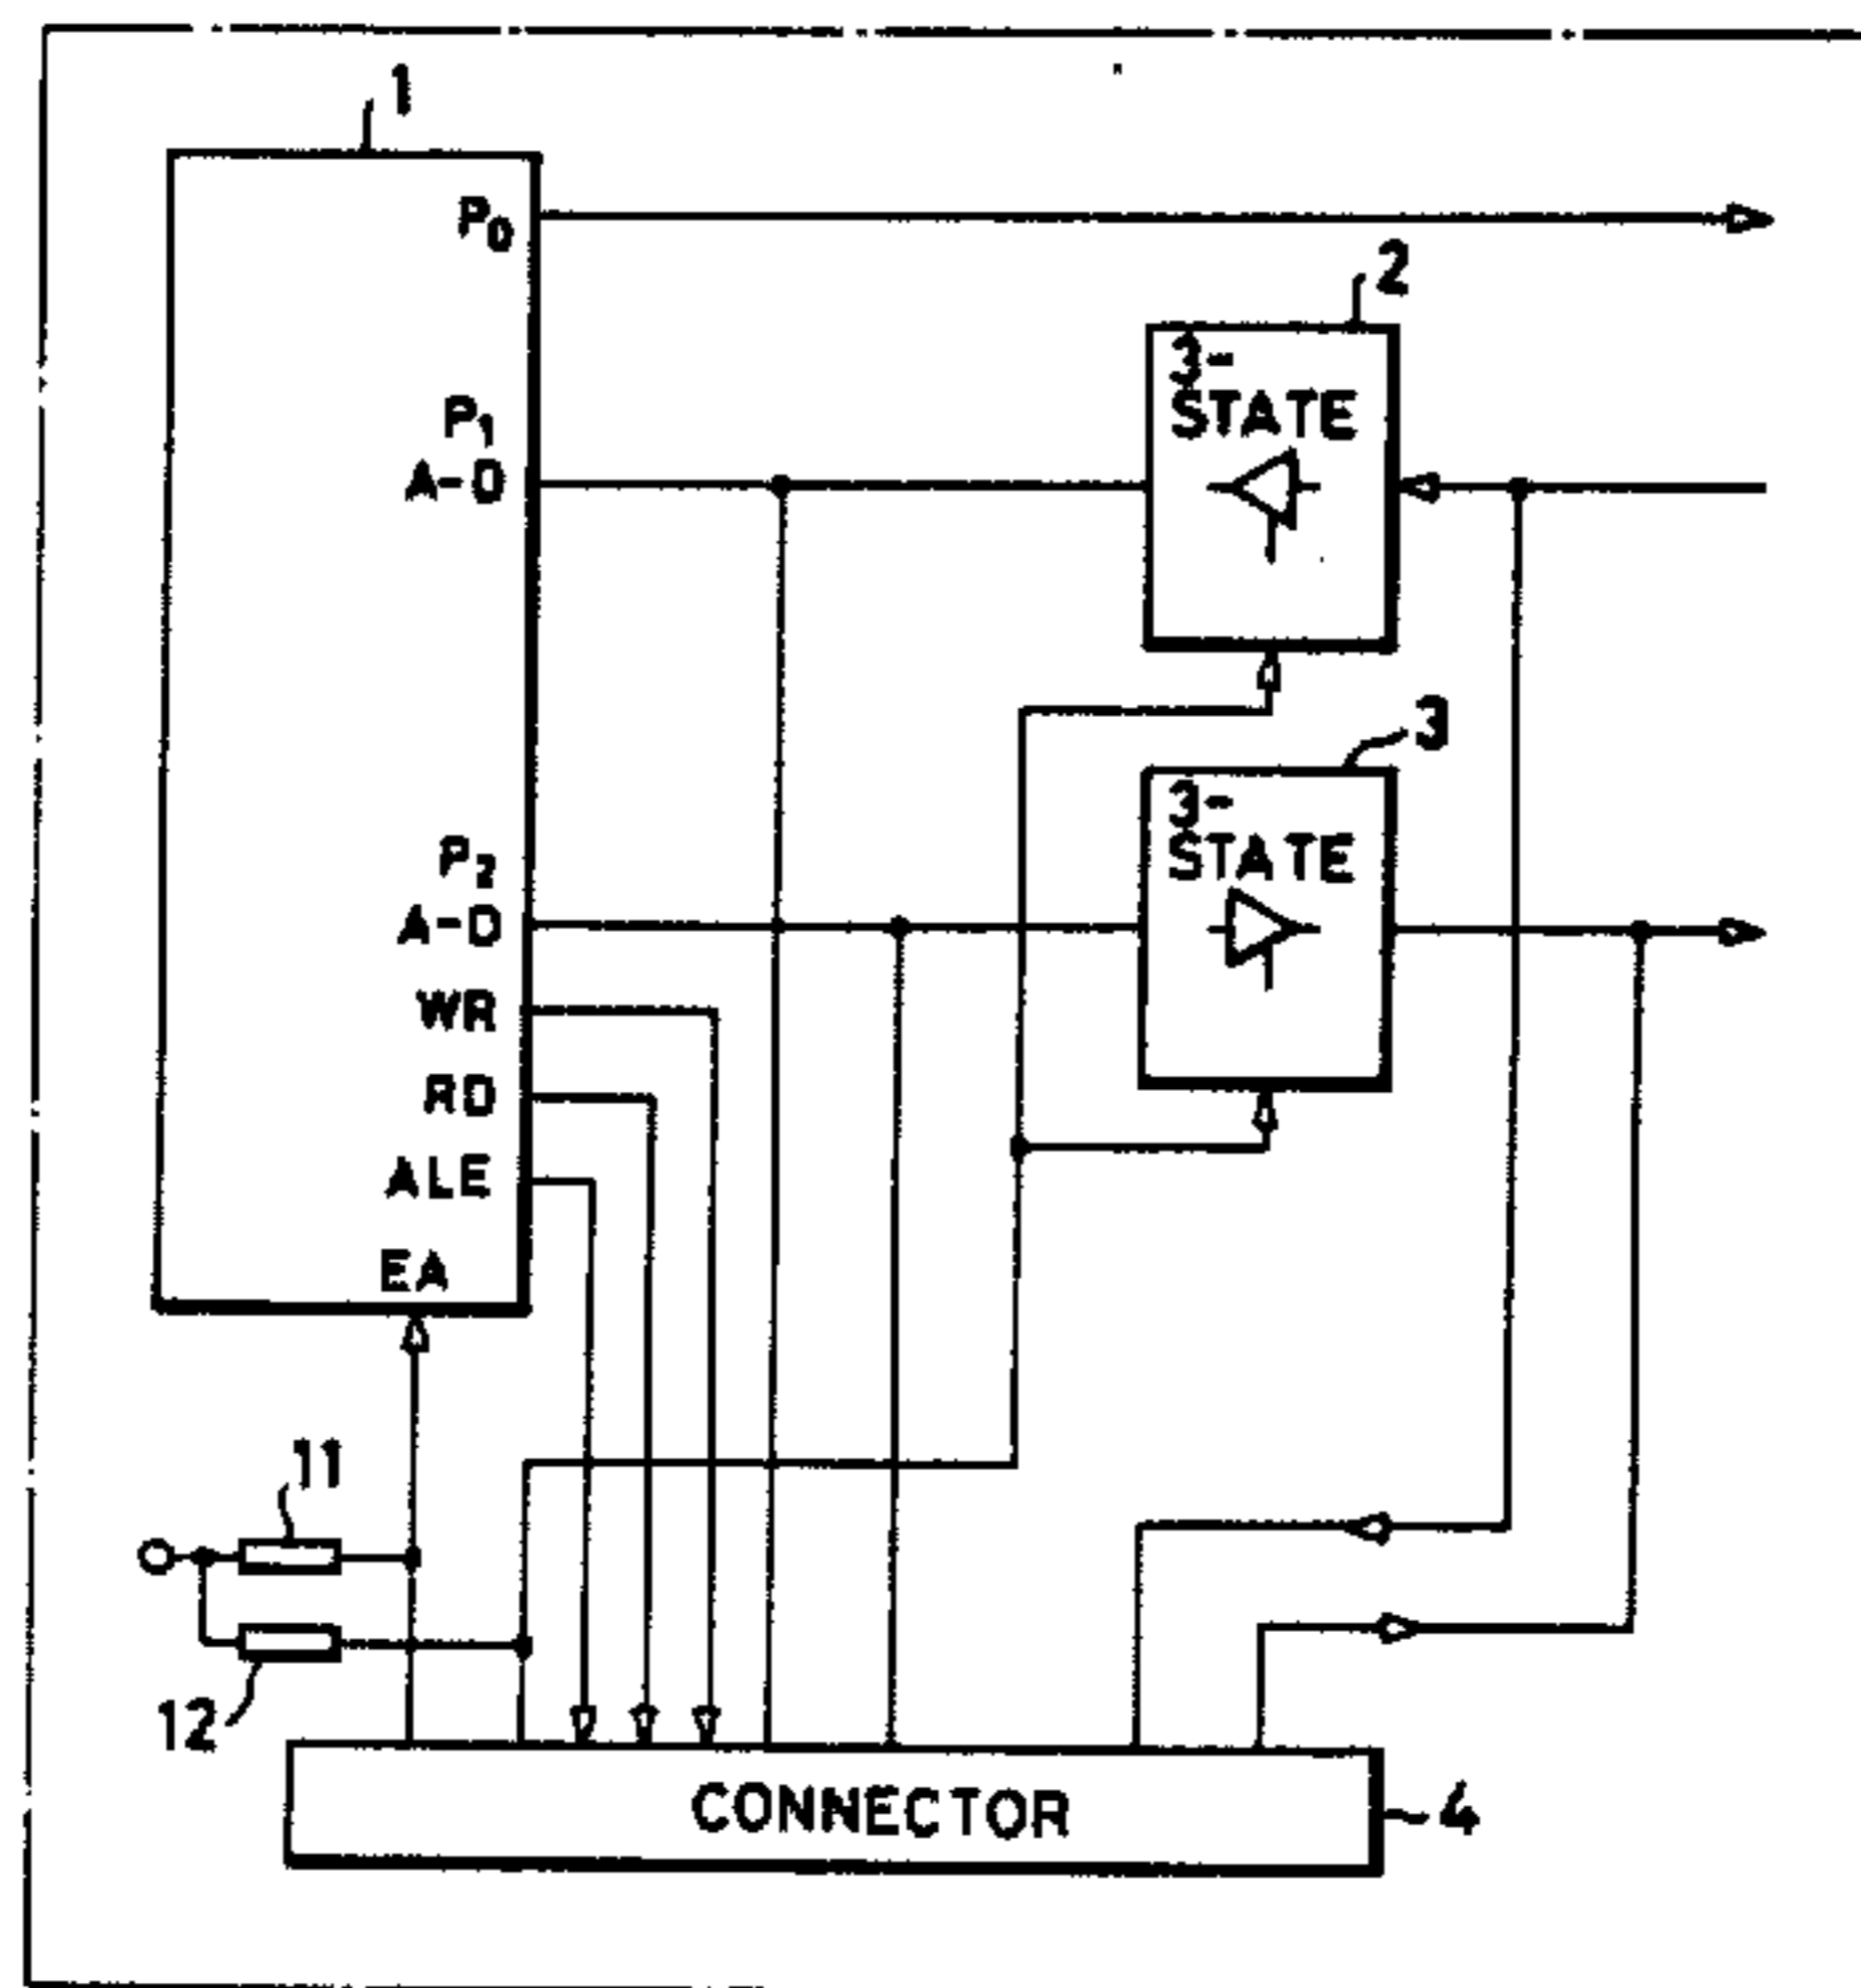 1
P0
2
3-
STATE
P1
A-D
3
3-
STATE
P2
A-D
WR
RD
ALE
EA
11
12
CONNECTOR
4